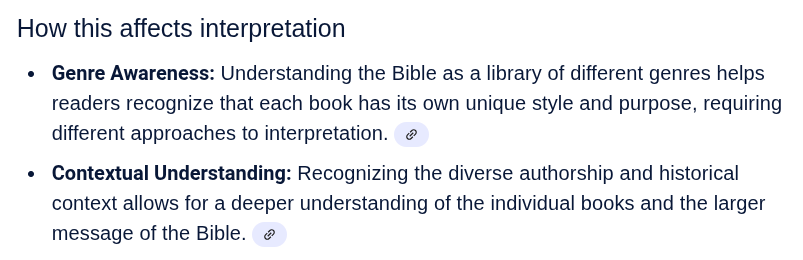 How this affects interpretation
• Genre Awareness: Understanding the Bible as a library of different genres helps
readers recognize that each book has its own unique style and purpose, requiring
different approaches to interpretation.
• Contextual Understanding: Recognizing the diverse authorship and historical
context allows for a deeper understanding of the individual books and the larger
message of the Bible.